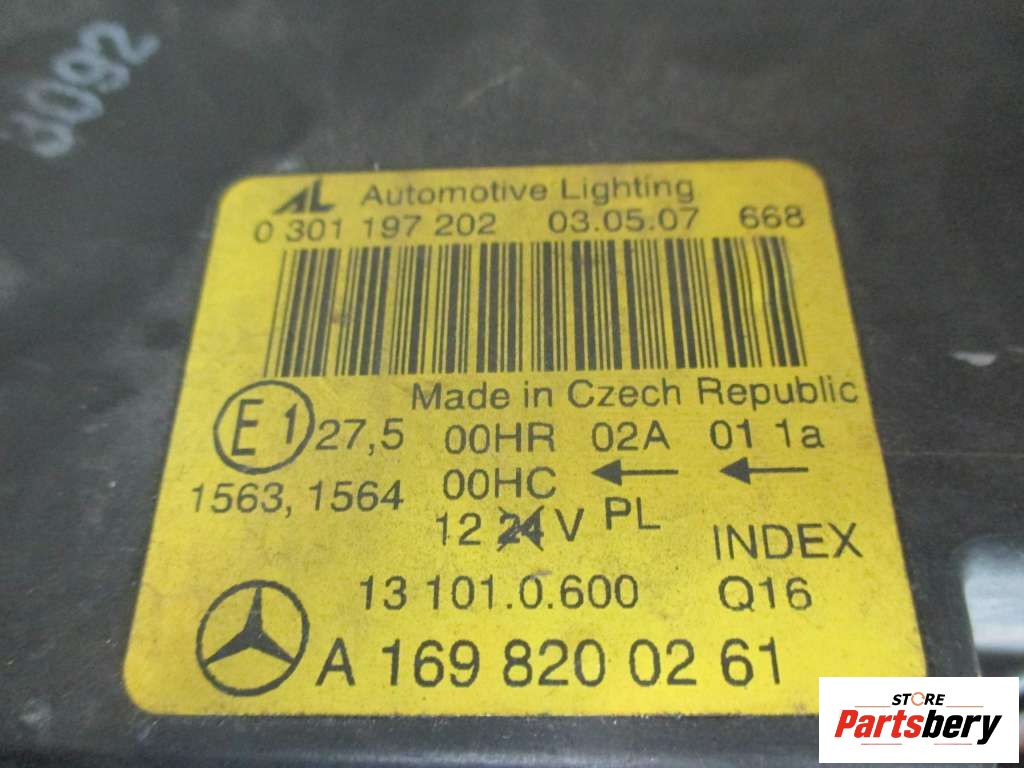 092
AL Automotive Lighting
0 301 197 202 03.05.07 668
Made in Czech Republic
E1 27,5 00HR 02A 01 1a
1563, 1564 00HC ← ←
12 24 V PL INDEX
13 101.0.600 Q16
A 169 820 02 61
STORE
Partsbery